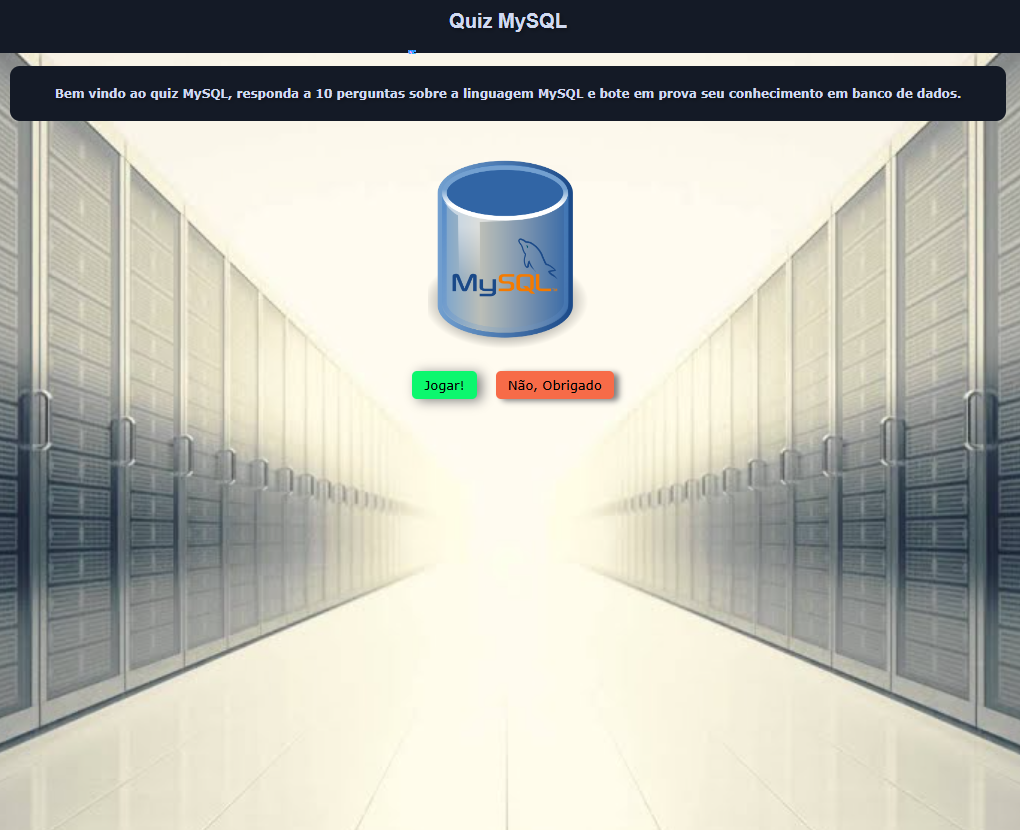 Quiz MySQL
Bem vindo ao quiz MySQL, responda a 10 perguntas sobre a linguagem MySQL e bote em prova seu conhecimento em banco de dados.
MySQL
Jogar!
Não, Obrigado